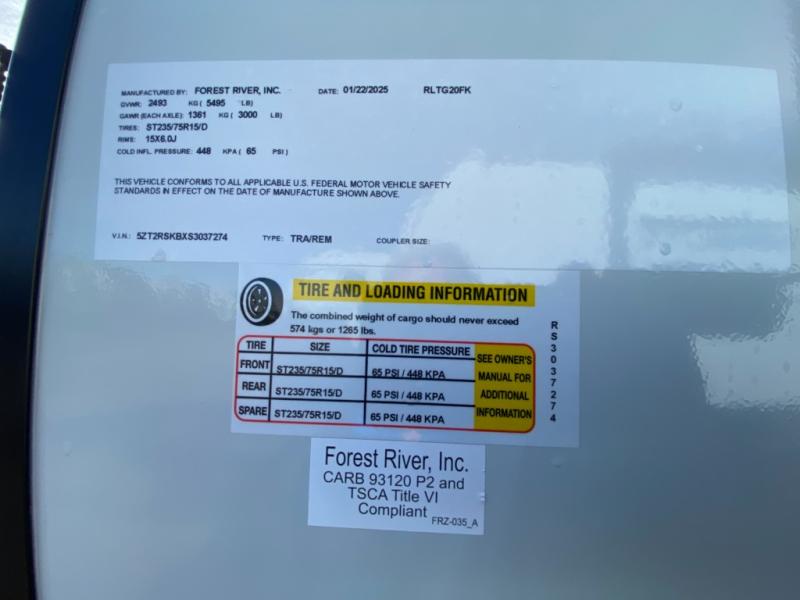 MANUFACTURED BY: FOREST RIVER, INC. DATE: 01/22/2025 RLTG20FK
GVWR: 2493 KG ( 5495 LB)
GAWR (EACH AXLE): 1361 KG ( 3000 LB)
TIRES: ST235/75R15/D
RIMS: 15X6.0J
COLD INFL. PRESSURE: 448 KPA ( 65 PSI )
THIS VEHICLE CONFORMS TO ALL APPLICABLE U.S. FEDERAL MOTOR VEHICLE SAFETY
STANDARDS IN EFFECT ON THE DATE OF MANUFACTURE SHOWN ABOVE.
V.I.N.: 5ZT2RSKBXS3037274 TYPE: TRA/REM COUPLER SIZE:
TIRE AND LOADING INFORMATION
The combined weight of cargo should never exceed
574 kgs or 1265 lbs.
TIRE SIZE COLD TIRE PRESSURE SEE OWNER'S MANUAL FOR ADDITIONAL INFORMATION
FRONT ST235/75R15/D 65 PSI / 448 KPA
REAR ST235/75R15/D 65 PSI / 448 KPA
SPARE ST235/75R15/D 65 PSI / 448 KPA
RS3037274
Forest River, Inc.
CARB 93120 P2 and
TSCA Title VI
Compliant
FRZ-035_A